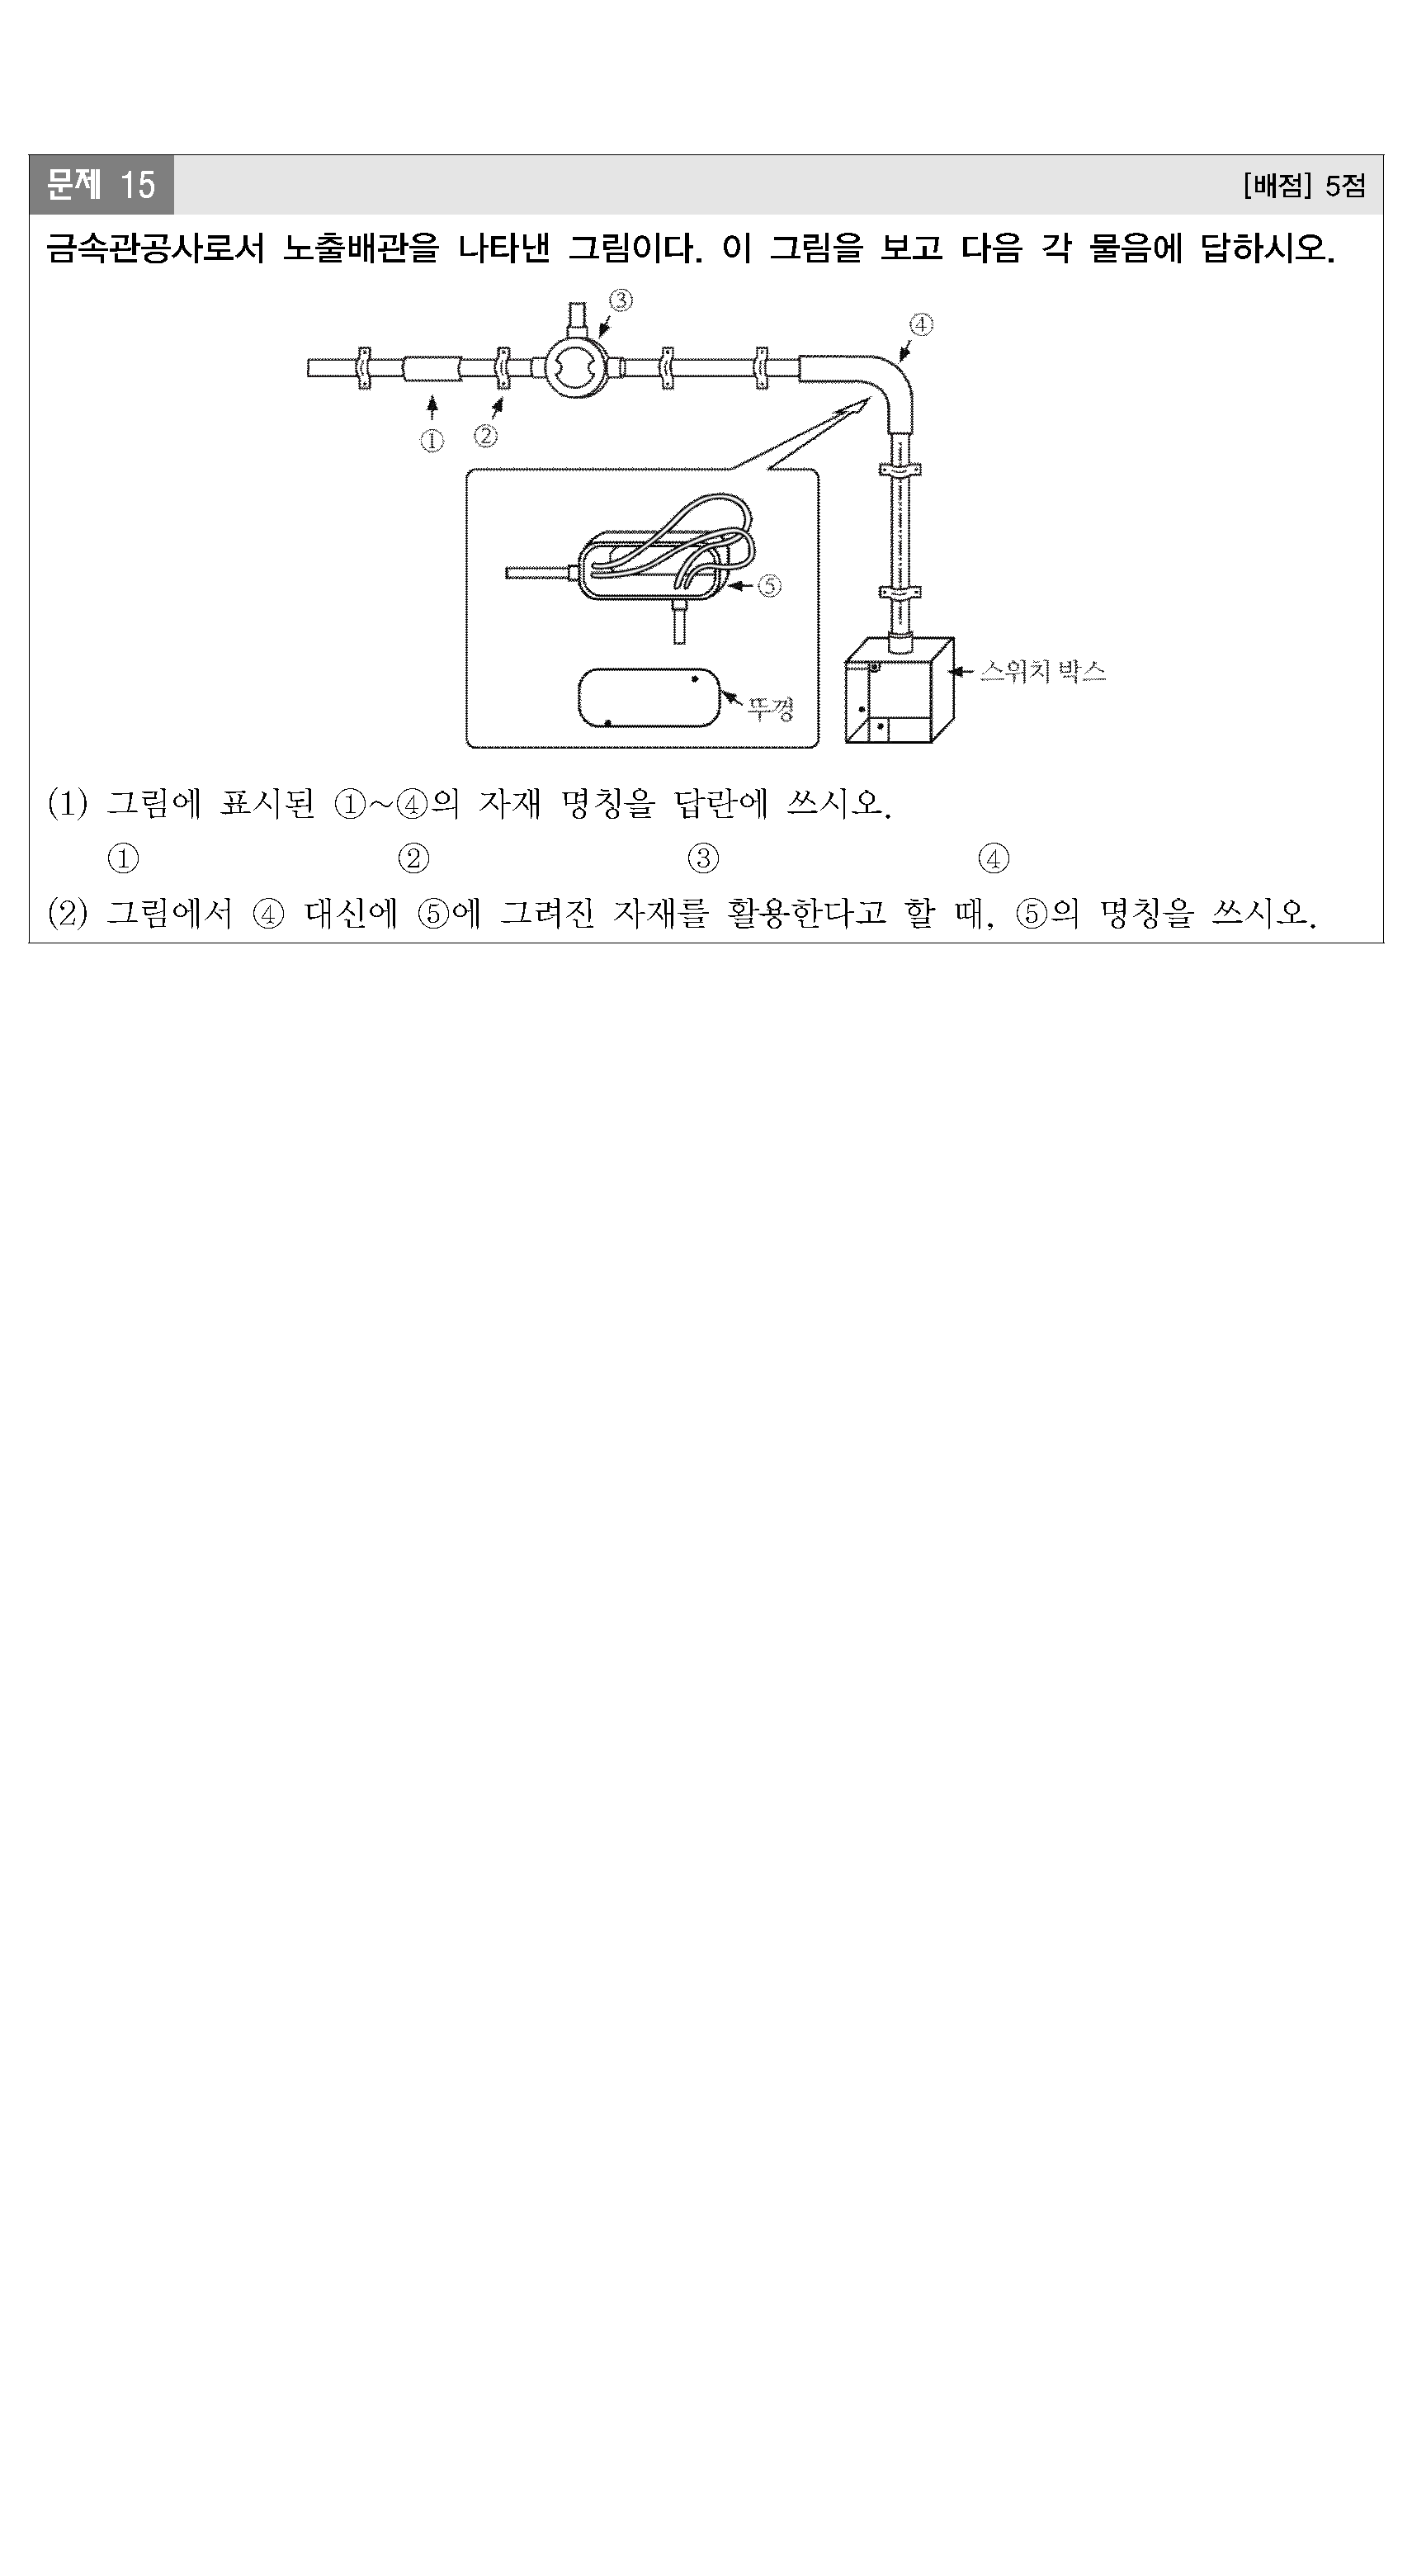 문제 15 [배점] 5점
금속관공사로서 노출배관을 나타낸 그림이다. 이 그림을 보고 다음 각 물음에 답하시오.
③
④
① ②
⑤
스위치 박스
뚜껑
(1) 그림에 표시된 ①~④의 자재 명칭을 답란에 쓰시오.
① ② ③ ④
(2) 그림에서 ④ 대신에 ⑤에 그려진 자재를 활용한다고 할 때, ⑤의 명칭을 쓰시오.